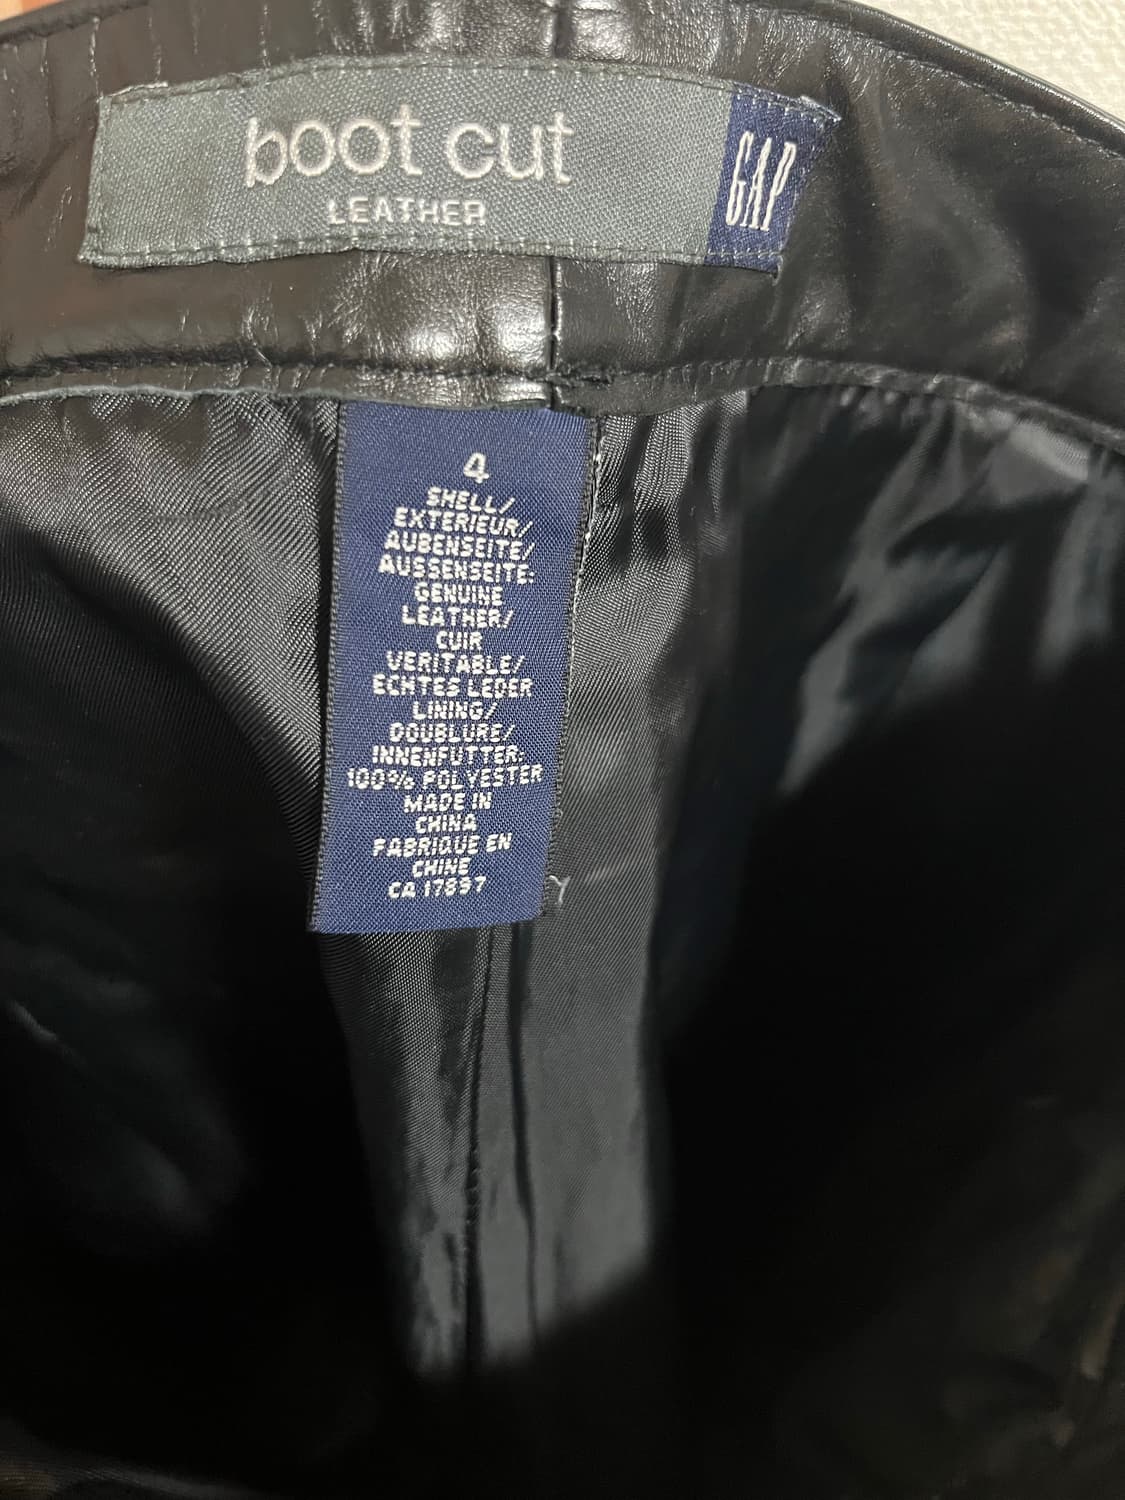 boot cut
LEATHER
GAP
4
SHELL/
EXTERIEUR/
AUBENSEITE/
AUSSENSEITE:
GENUINE
LEATHER/
CUIR
VERITABLE/
ECHTES LEDER
LINING/
DOUBLURE/
INNENFUTTER:
100% POLYESTER
MADE IN
CHINA
FABRIQUE EN
CHINE
CA 17897